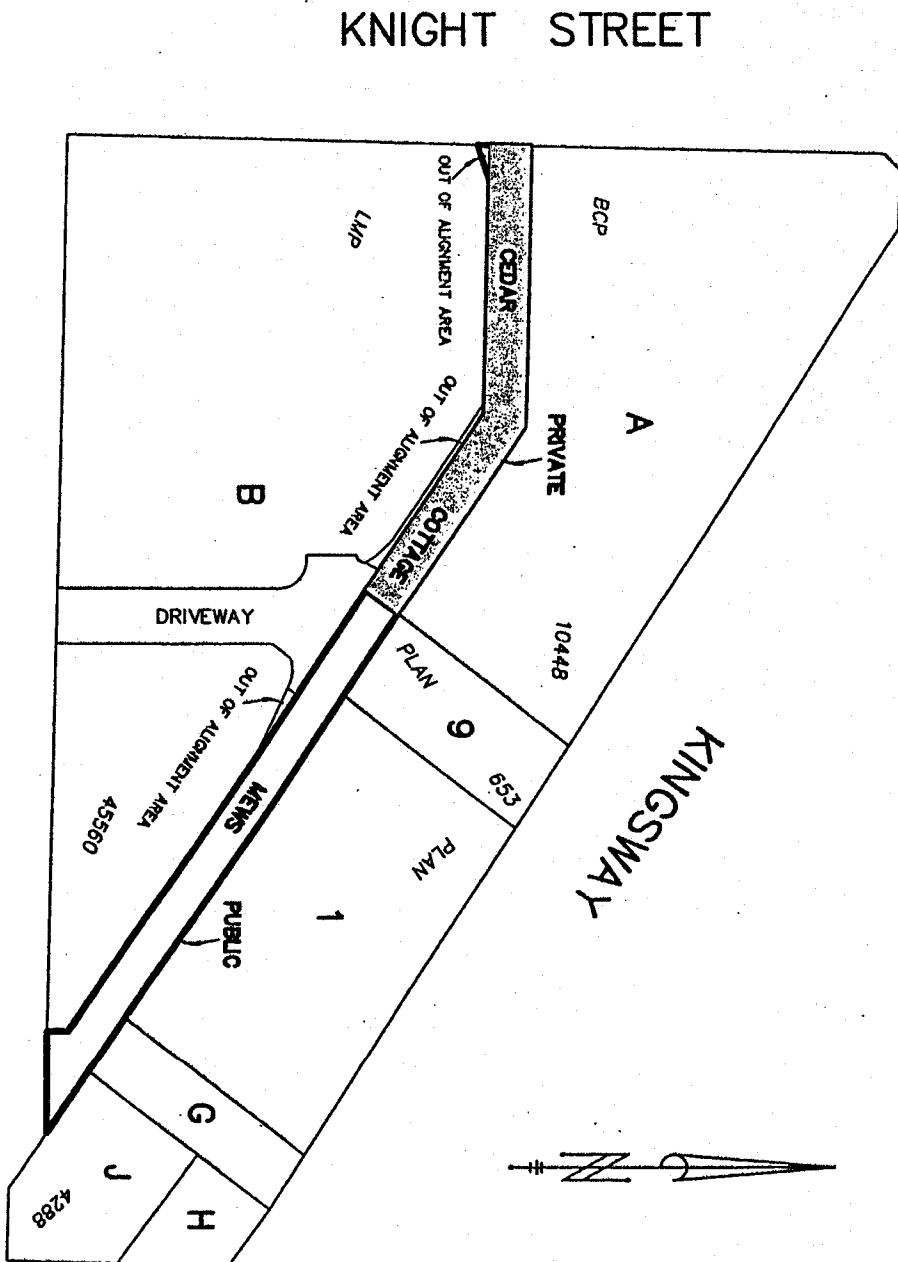 KNIGHT STREET
OUT OF ALIGNMENT AREA
LMP
CEDAR
BCP
A
OUT OF ALIGNMENT AREA
PRIVATE
B
COTTAGE
DRIVEWAY
10448
PLAN
9
653
KINGSWAY
OUT OF ALIGNMENT AREA
MEWS
PLAN
45560
1
PUBLIC
G
J
H
4288
N